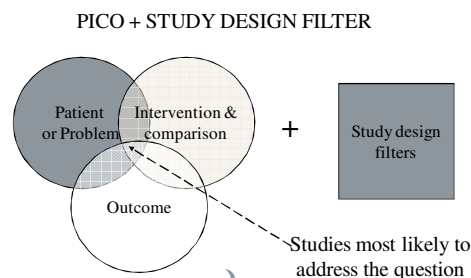 PICO + STUDY DESIGN FILTER
Patient
or Problem
Intervention &
comparison
+
Study design
filters
Outcome
Studies most likely to
address the question